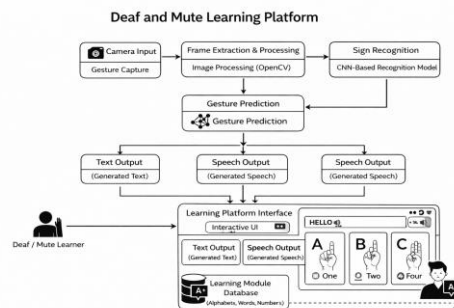 Deaf and Mute Learning Platform
Camera Input
Gesture Capture
Frame Extraction & Processing
Image Processing (OpenCV)
Sign Recognition
CNN-Based Recognition Model
Gesture Prediction
Gesture Prediction
Text Output
(Generated Text)
Speech Output
(Generated Speech)
Speech Output
(Generated Speech)
Deaf / Mute Learner
Learning Platform Interface
Interactive UI
Text Output
(Generated Text)
Speech Output
(Generated Speech)
Learning Module
Database
(Alphabets, Words, Numbers)
A+
HELLO
A
B
C
One
Two
Four
A